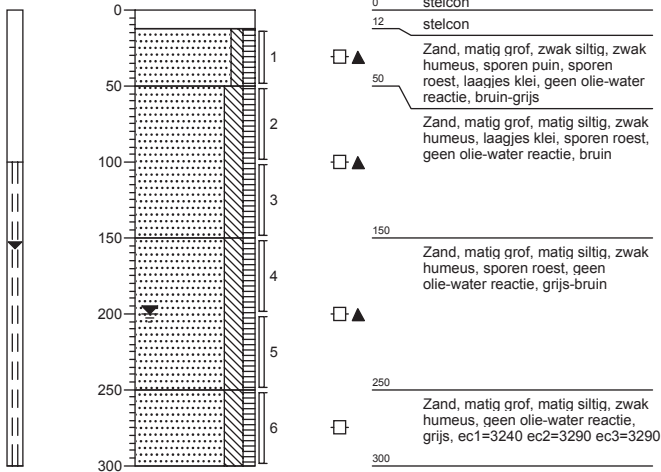 0
50
100
150
200
250
300
1
2
3
4
5
6
0
stelcon
12
stelcon
Zand, matig grof, zwak siltig, zwak
humeus, sporen puin, sporen
roest, laagjes klei, geen olie-water
reactie, bruin-grijs
50
Zand, matig grof, matig siltig, zwak
humeus, laagjes klei, sporen roest,
geen olie-water reactie, bruin
150
Zand, matig grof, matig siltig, zwak
humeus, sporen roest, geen
olie-water reactie, grijs-bruin
250
Zand, matig grof, matig siltig, zwak
humeus, geen olie-water reactie,
grijs, ec1=3240 ec2=3290 ec3=3290
300